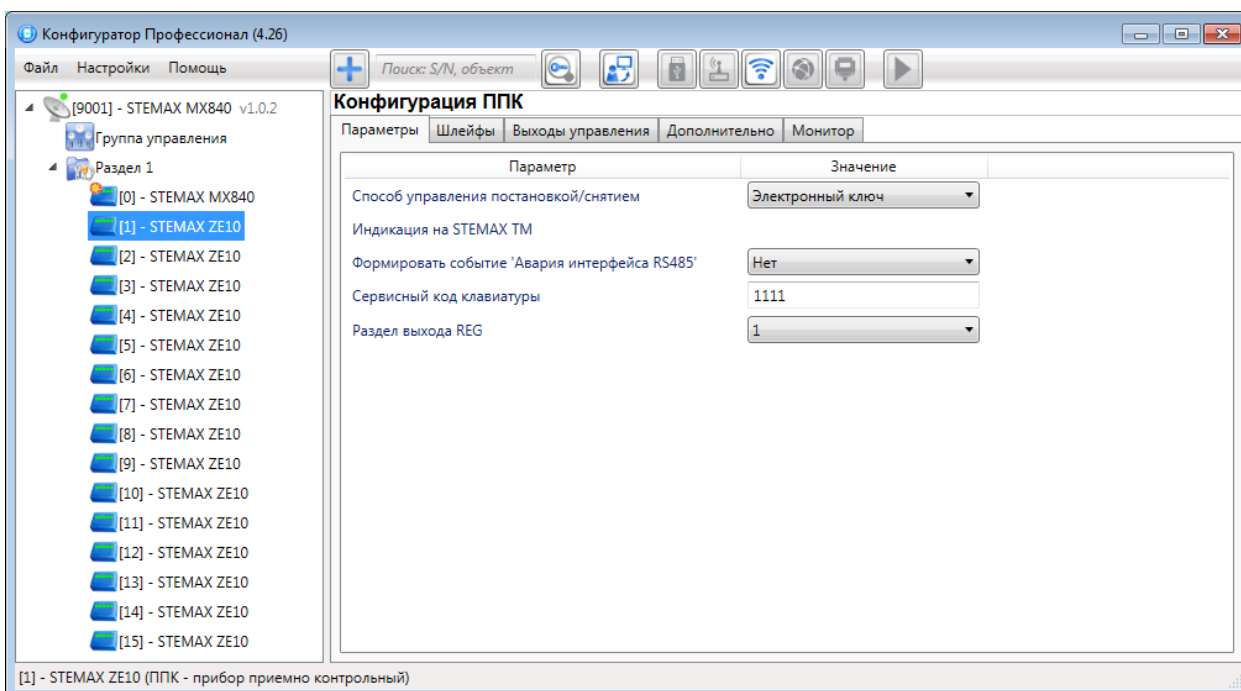 Конфигуратор Профессионал (4.26)
Файл Настройки Помощь
Поиск: S/N, объект
[9001] - STEMAX MX840 v1.0.2
Группа управления
Раздел 1
[0] - STEMAX MX840
[1] - STEMAX ZE10
[2] - STEMAX ZE10
[3] - STEMAX ZE10
[4] - STEMAX ZE10
[5] - STEMAX ZE10
[6] - STEMAX ZE10
[7] - STEMAX ZE10
[8] - STEMAX ZE10
[9] - STEMAX ZE10
[10] - STEMAX ZE10
[11] - STEMAX ZE10
[12] - STEMAX ZE10
[13] - STEMAX ZE10
[14] - STEMAX ZE10
[15] - STEMAX ZE10
Конфигурация ППК
Параметры Шлейфы Выходы управления Дополнительно Монитор
Параметр Значение
Способ управления постановкой/снятием Электронный ключ
Индикация на STEMAX TM
Формировать событие 'Авария интерфейса RS485' Нет
Сервисный код клавиатуры 1111
Раздел выхода REG 1
[1] - STEMAX ZE10 (ППК - прибор приемно контрольный)